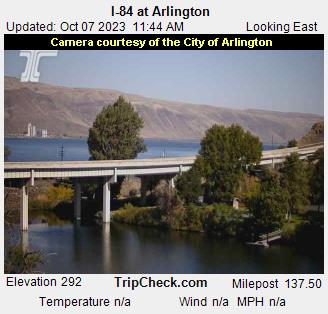 I-84 at Arlington
Updated: Oct 07 2023 11:44 AM Looking East
Camera courtesy of the City of Arlington
Elevation 292 TripCheck.com Milepost 137.50
Temperature n/a Wind n/a MPH n/a